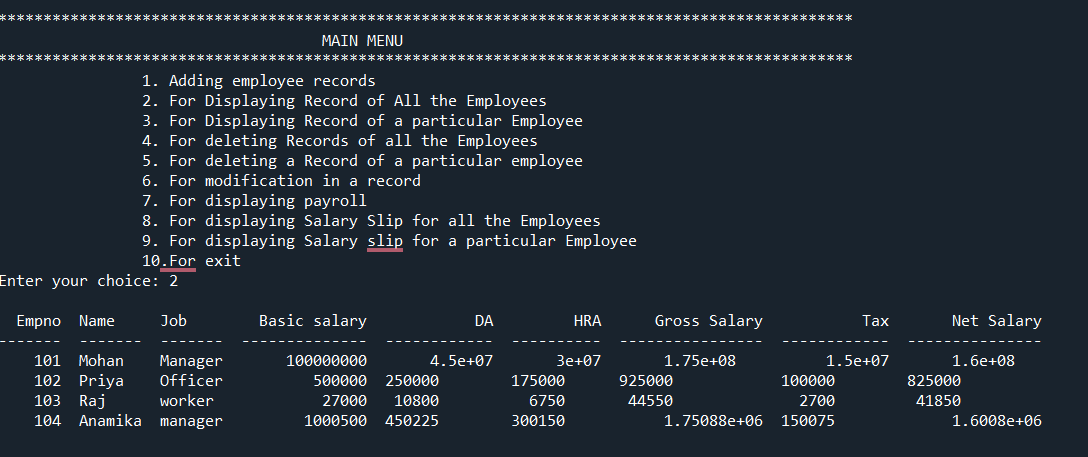 ***********************************************************************************************
MAIN MENU
***********************************************************************************************
1. Adding employee records
2. For Displaying Record of All the Employees
3. For Displaying Record of a particular Employee
4. For deleting Records of all the Employees
5. For deleting a Record of a particular employee
6. For modification in a record
7. For displaying payroll
8. For displaying Salary Slip for all the Employees
9. For displaying Salary slip for a particular Employee
10.For exit
Enter your choice: 2
Empno Name Job Basic salary DA HRA Gross Salary Tax Net Salary
------- ------- ------- -------------- ------------ ---------- ---------------- ------------ ---------------
101 Mohan Manager 100000000 4.5e+07 3e+07 1.75e+08 1.5e+07 1.6e+08
102 Priya Officer 500000 250000 175000 925000 100000 825000
103 Raj worker 27000 10800 6750 44550 2700 41850
104 Anamika manager 1000500 450225 300150 1.75088e+06 150075 1.6008e+06